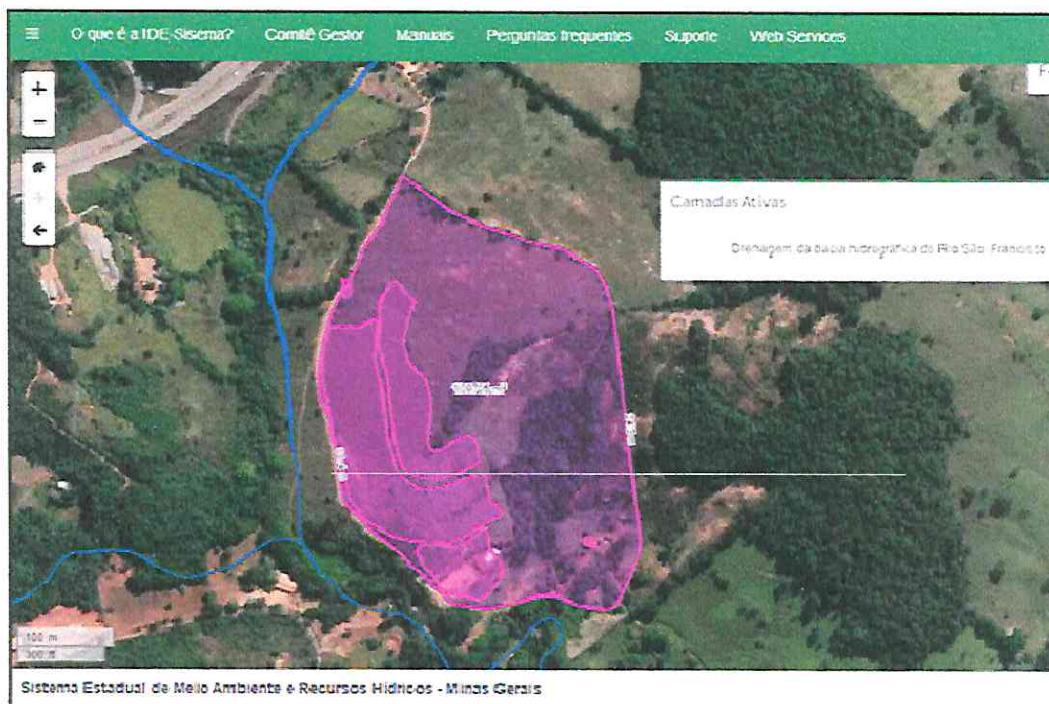 ≡ O que é a IDE-Sisema? Comitê Gestor Manuais Perguntas frequentes Suporte Web Services
+
−
Camadas Ativas
Drenagem da bacia hidrográfica do Rio São Francisco
100 m
300 ft
Sistema Estadual de Meio Ambiente e Recursos Hídricos - Minas Gerais